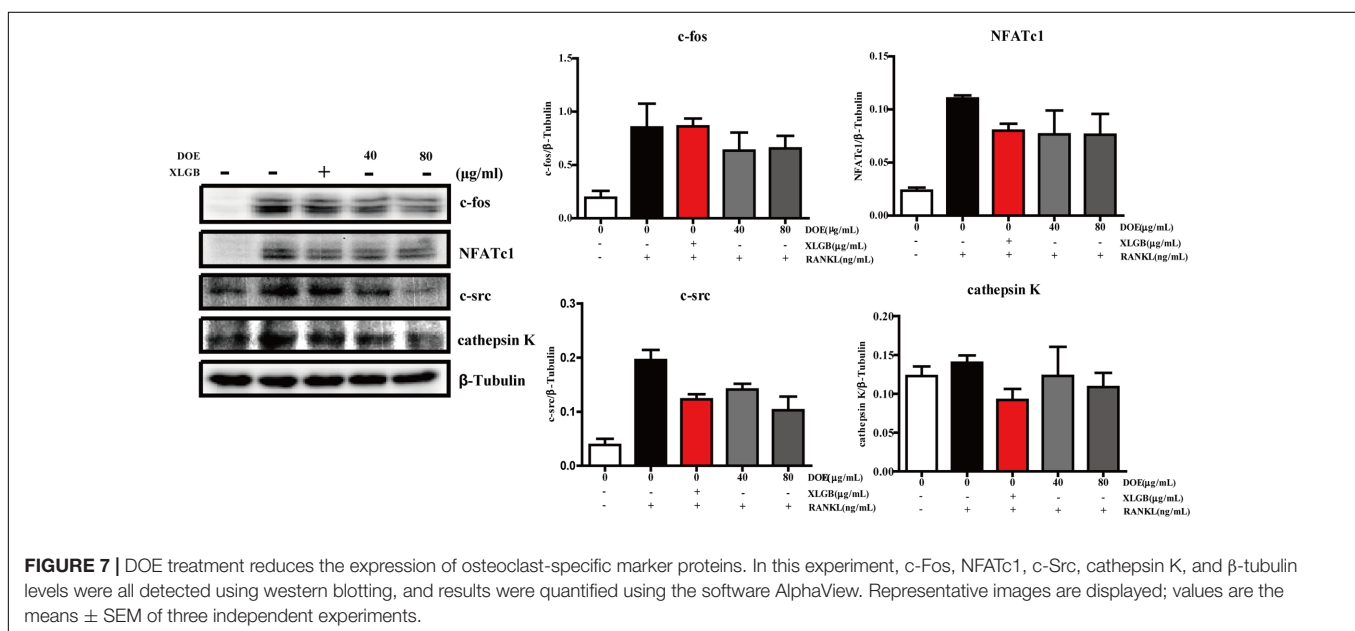 DOE - - - 40 80
XLGB - - + - - (μg/ml)
c-fos
NFATc1
c-src
cathepsin K
β-Tubulin
c-fos
c-fos/β-Tubulin
1.5
1.0
0.5
0.0
0 0 0 40 80 DOE(μg/mL)
- - + - - XLGB(μg/mL)
- + + + + RANKL(ng/mL)
NFATc1
NFATc1/β-Tubulin
0.15
0.10
0.05
0.00
0 0 0 40 80 DOE(μg/mL)
- - + - - XLGB(μg/mL)
- + + + + RANKL(ng/mL)
c-src
c-src/β-Tubulin
0.3
0.2
0.1
0.0
0 0 0 40 80 DOE(μg/mL)
- - + - - XLGB(μg/mL)
- + + + + RANKL(ng/mL)
cathepsin K
cathepsin K/β-Tubulin
0.20
0.15
0.10
0.05
0.00
0 0 0 40 80 DOE(μg/mL)
- - + - - XLGB(μg/mL)
- + + + + RANKL(ng/mL)
FIGURE 7 | DOE treatment reduces the expression of osteoclast-specific marker proteins. In this experiment, c-Fos, NFATc1, c-Src, cathepsin K, and β-tubulin
levels were all detected using western blotting, and results were quantified using the software AlphaView. Representative images are displayed; values are the
means ± SEM of three independent experiments.